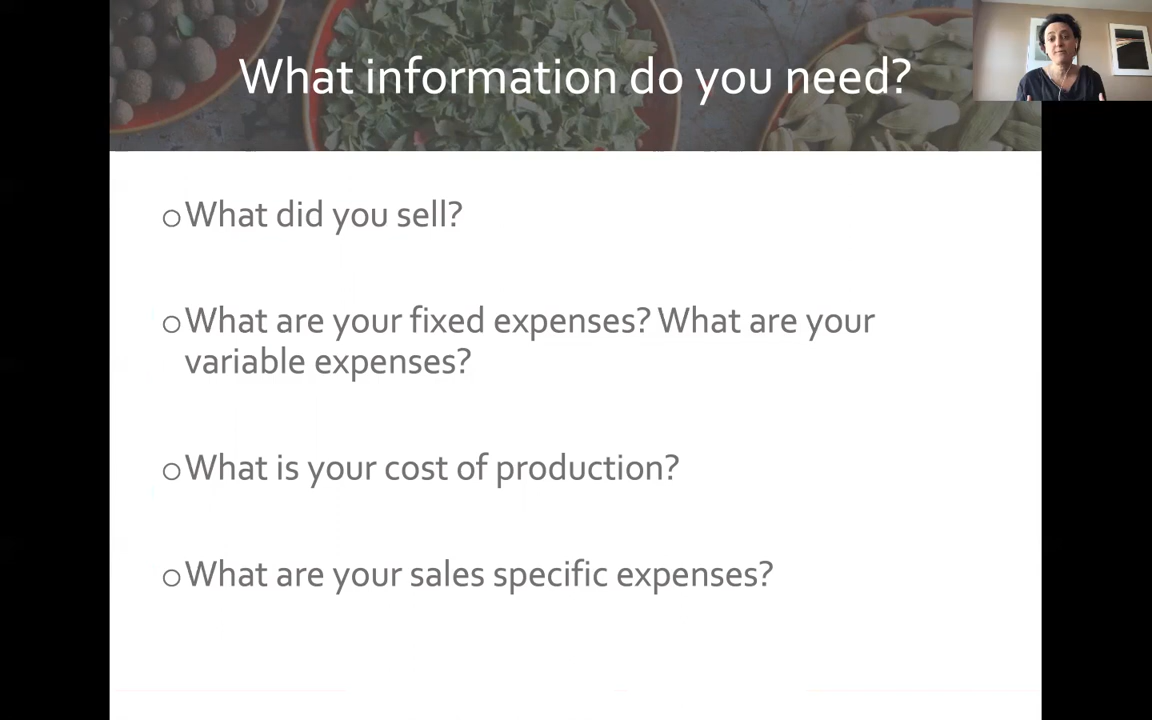 What information do you need?
○What did you sell?
○What are your fixed expenses? What are your
variable expenses?
○What is your cost of production?
○What are your sales specific expenses?